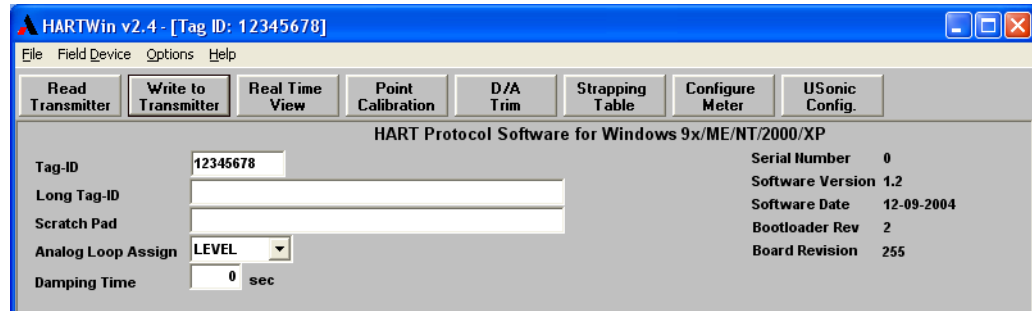 HARTWin v2.4 - [Tag ID: 12345678]
File Field Device Options Help
Read Transmitter
Write to Transmitter
Real Time View
Point Calibration
D/A Trim
Strapping Table
Configure Meter
USonic Config.
HART Protocol Software for Windows 9x/ME/NT/2000/XP
Tag-ID 12345678
Long Tag-ID
Scratch Pad
Analog Loop Assign LEVEL
Damping Time 0 sec
Serial Number 0
Software Version 1.2
Software Date 12-09-2004
Bootloader Rev 2
Board Revision 255